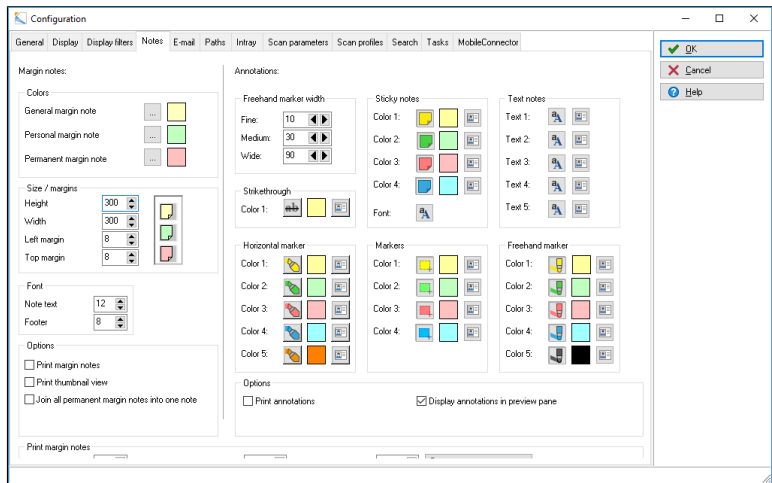 Configuration
General Display Display filters Notes E-mail Paths Intray Scan parameters Scan profiles Search Tasks MobileConnector
OK
Cancel
Help
Margin notes:
Colors
General margin note ...
Personal margin note ...
Permanent margin note ...
Size / margins
Height 300
Width 300
Left margin 8
Top margin 8
Font
Note text 12
Footer 8
Options
Print margin notes
Print thumbnail view
Join all permanent margin notes into one note
Annotations:
Freehand marker width
Fine: 10
Medium: 30
Wide: 90
Strikethrough
Color 1: ab
Sticky notes
Color 1:
Color 2:
Color 3:
Color 4:
Font: aA
Text notes
Text 1: aA
Text 2: aA
Text 3: aA
Text 4: aA
Text 5: aA
Horizontal marker
Color 1:
Color 2:
Color 3:
Color 4:
Color 5:
Markers
Color 1:
Color 2:
Color 3:
Color 4:
Freehand marker
Color 1:
Color 2:
Color 3:
Color 4:
Color 5:
Options
Print annotations
Display annotations in preview pane
Print margin notes